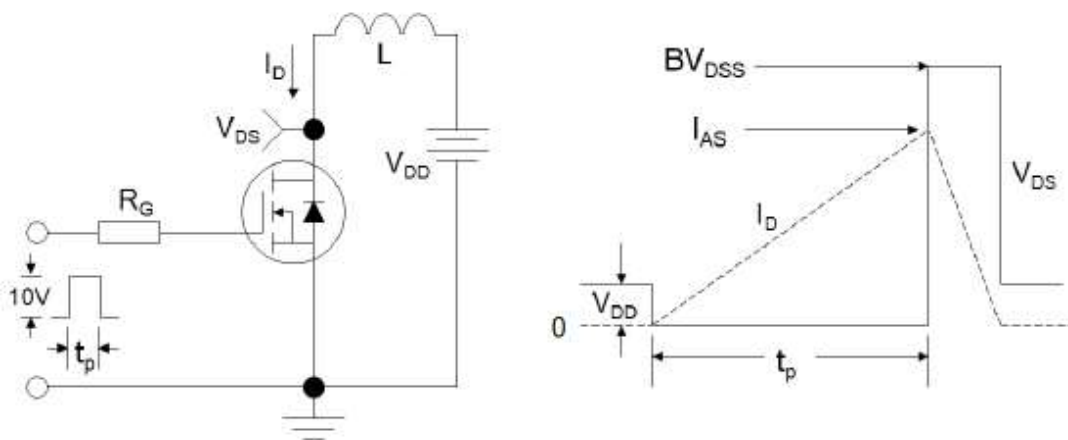 I_D
L
V_DS
V_DD
R_G
10V
t_p
BV_DSS
I_AS
V_DS
I_D
V_DD
0
t_p